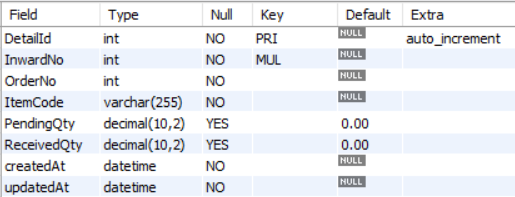 Field Type Null Key Default Extra
DetailId int NO PRI NULL auto_increment
InwardNo int NO MUL NULL
OrderNo int NO NULL
ItemCode varchar(255) NO NULL
PendingQty decimal(10,2) YES 0.00
ReceivedQty decimal(10,2) YES 0.00
createdAt datetime NO NULL
updatedAt datetime NO NULL